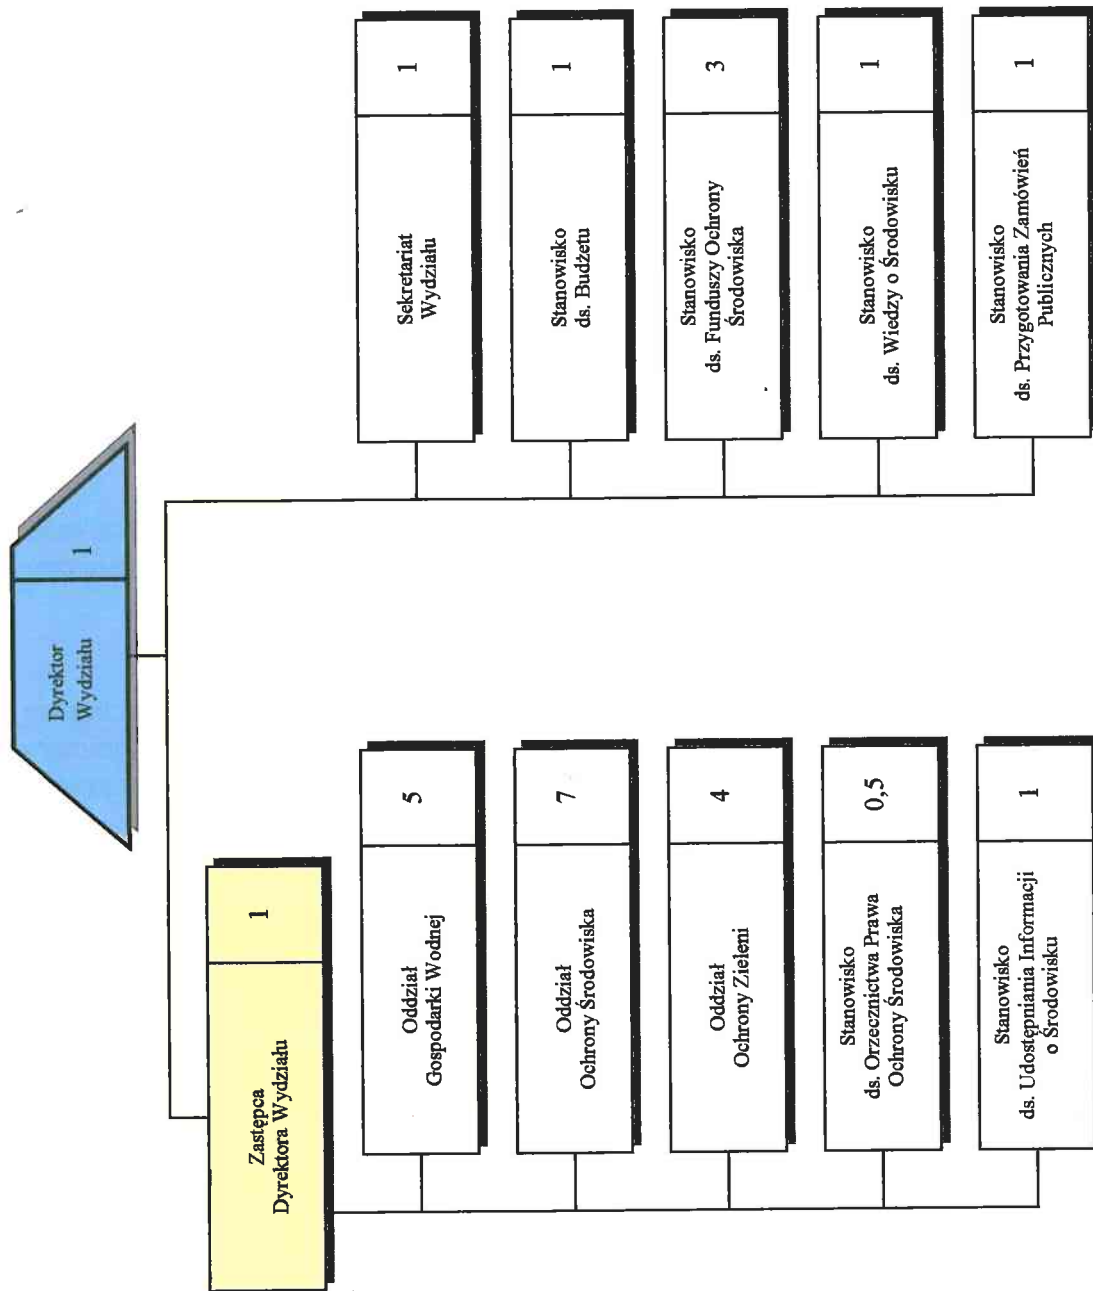 Dyrektor
Wydziału
1
Zastępca
Dyrektora Wydziału
1
Oddział
Gospodarki Wodnej
5
Oddział
Ochrony Środowiska
7
Oddział
Ochrony Zieleni
4
Stanowisko
ds. Orzecznictwa Prawa
Ochrony Środowiska
0,5
Stanowisko
ds. Udostępniania Informacji
o Środowisku
1
Sekretariat
Wydziału
1
Stanowisko
ds. Budżetu
1
Stanowisko
ds. Funduszy Ochrony
Środowiska
3
Stanowisko
ds. Wiedzy o Środowisku
1
Stanowisko
ds. Przygotowania Zamówień
Publicznych
1